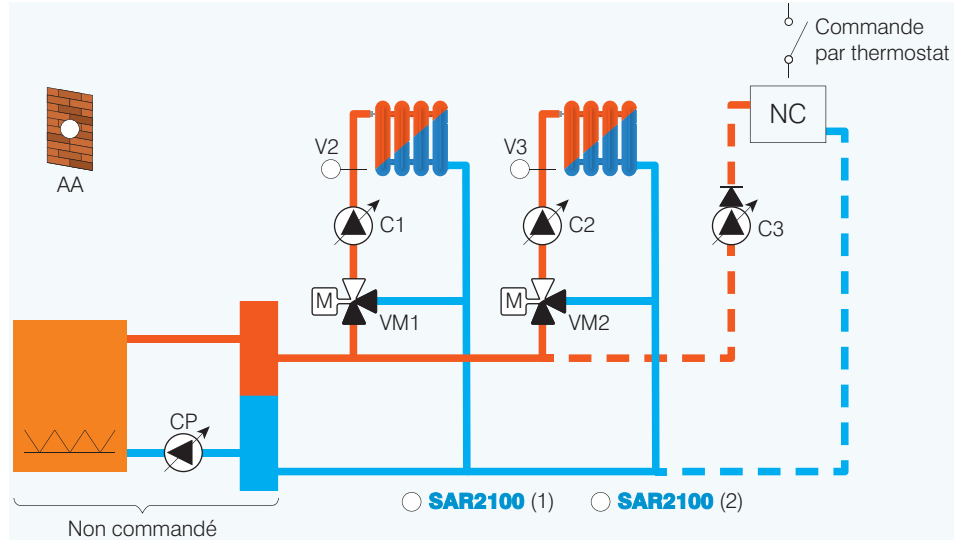 Commande
par thermostat
NC
AA
V2
V3
C1
C2
C3
M
VM1
M
VM2
CP
SAR2100 (1)
SAR2100 (2)
Non commandé